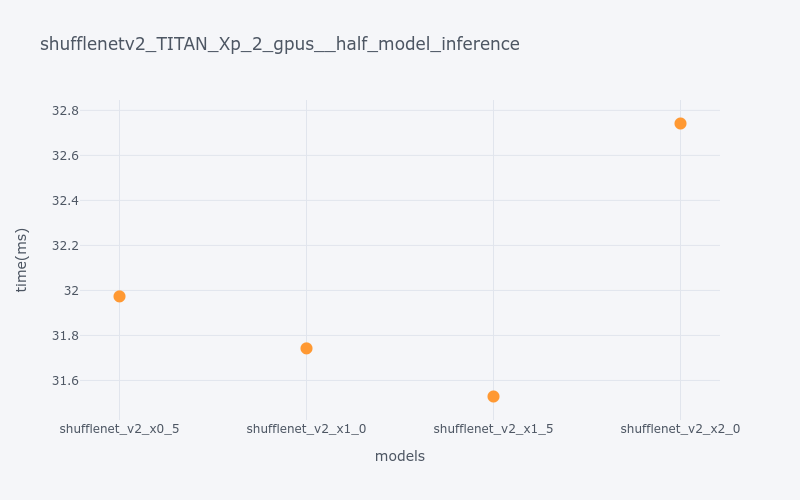 shufflenetv2_TITAN_Xp_2_gpus__half_model_inference
32.8
32.6
32.4
32.2
32
31.8
31.6
time(ms)
shufflenet_v2_x0_5 shufflenet_v2_x1_0 shufflenet_v2_x1_5 shufflenet_v2_x2_0
models